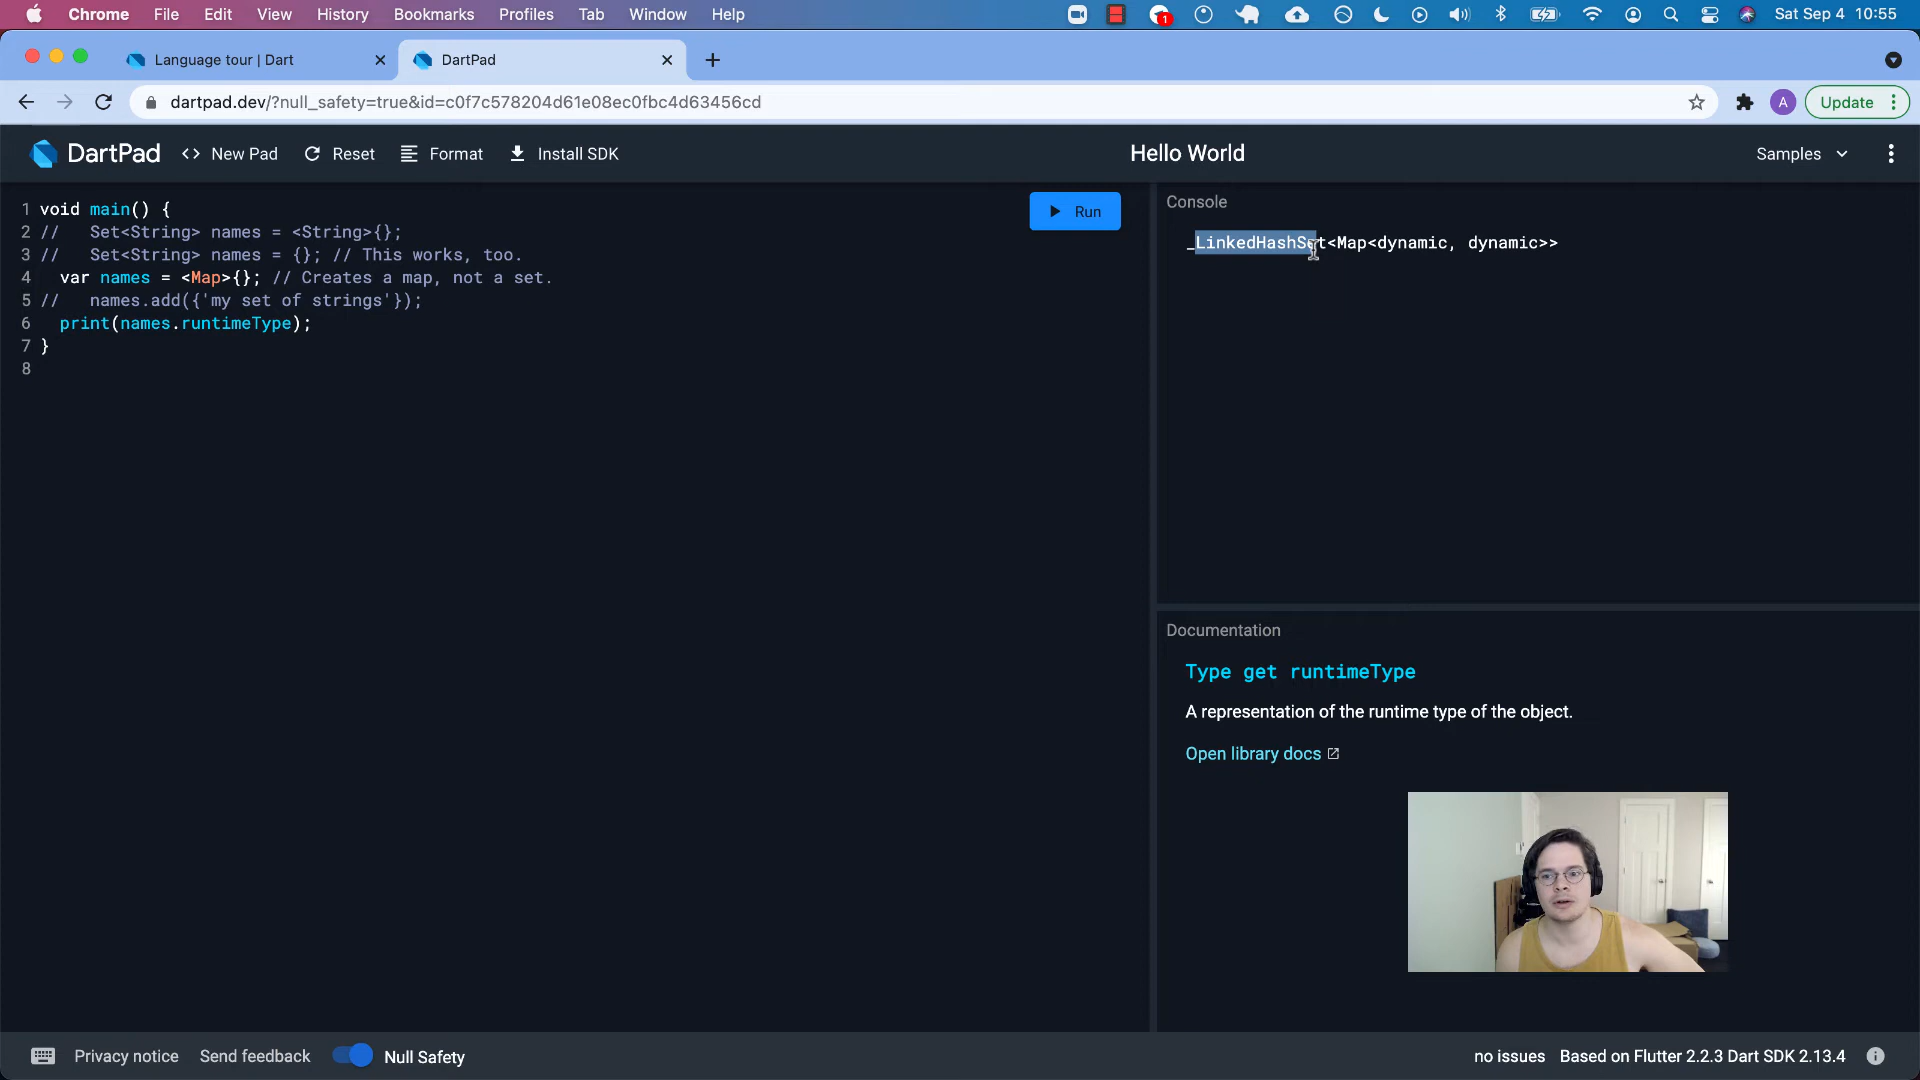 Chrome File Edit View History Bookmarks Profiles Tab Window Help 1 Sat Sep 4 10:55
Language tour | Dart DartPad
dartpad.dev/?null_safety=true&id=c0f7c578204d61e08ec0fbc4d63456cd A Update
DartPad <> New Pad Reset Format Install SDK Hello World Samples
1 void main() {
2 //   Set<String> names = <String>{};
3 //   Set<String> names = {}; // This works, too.
4   var names = <Map>{}; // Creates a map, not a set.
5 //   names.add({'my set of strings'});
6   print(names.runtimeType);
7 }
8
Run
Console
_LinkedHashSet<Map<dynamic, dynamic>>
Documentation
Type get runtimeType
A representation of the runtime type of the object.
Open library docs
Privacy notice Send feedback Null Safety no issues Based on Flutter 2.2.3 Dart SDK 2.13.4